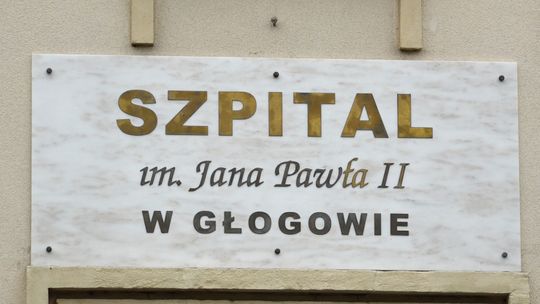 SZPITAL
im. Jana Pawła II
W GŁOGOWIE